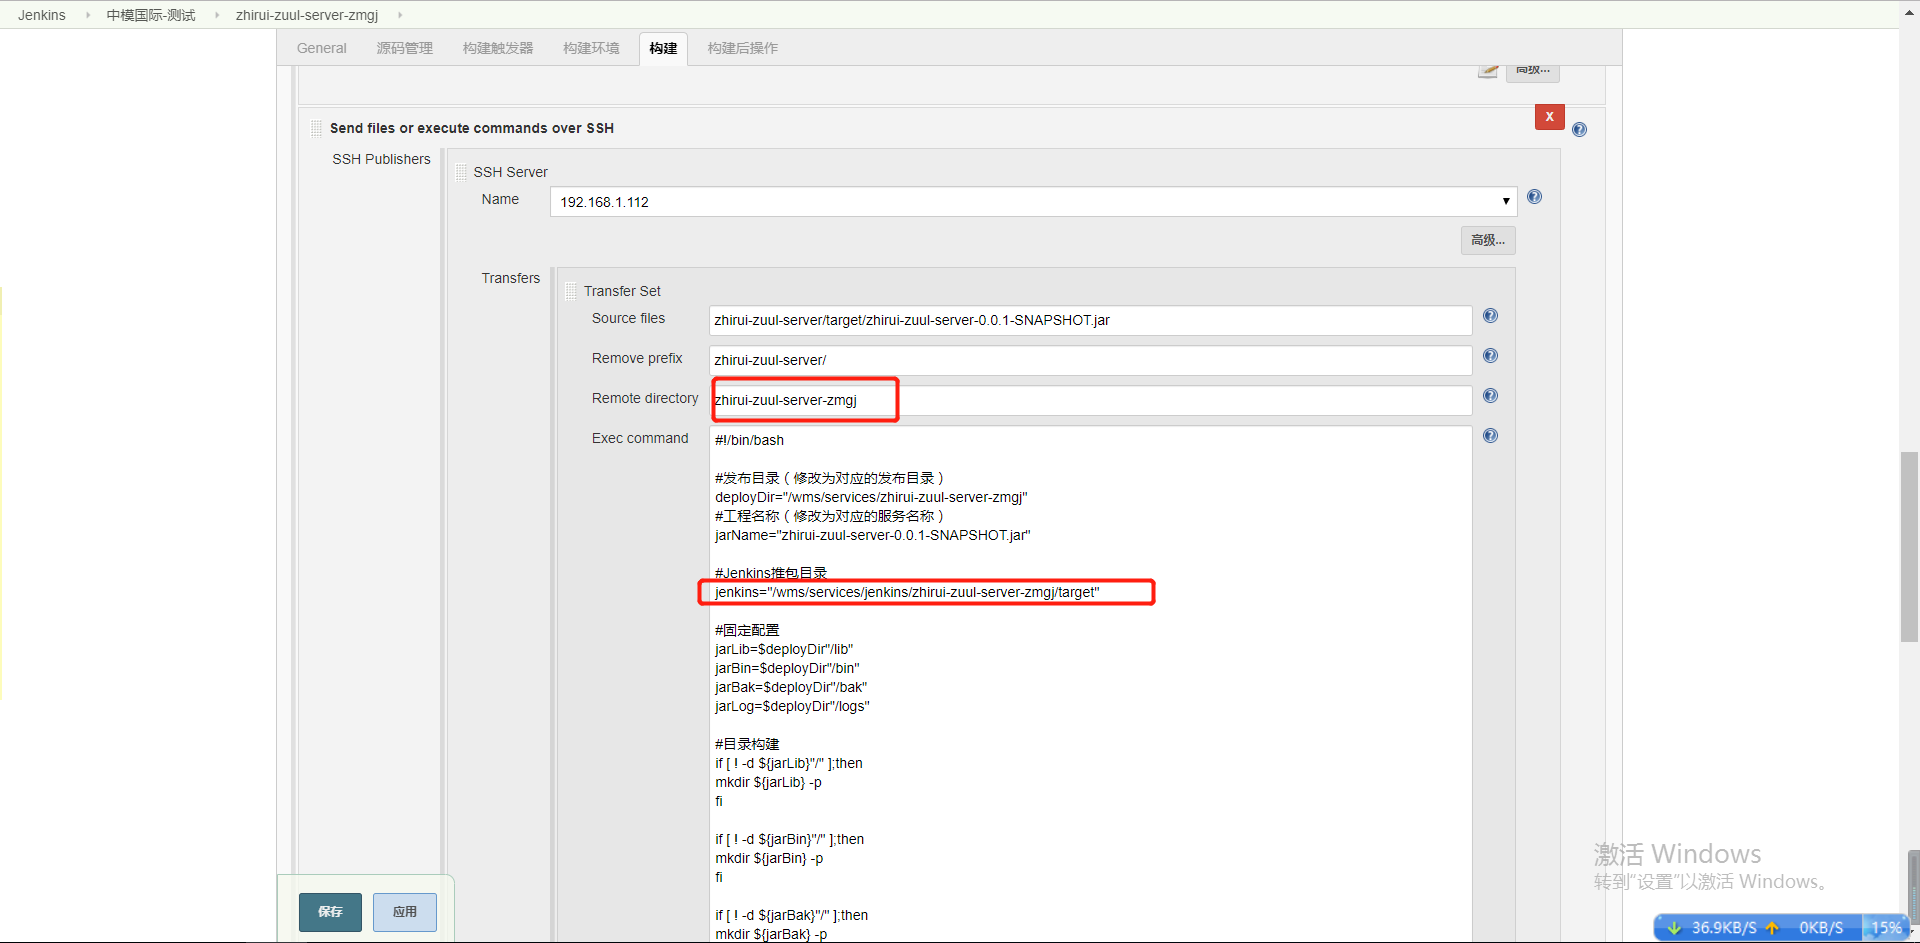 Jenkins
中模国际-测试
zhirui-zuul-server-zmgj
General
源码管理
构建触发器
构建环境
构建
构建后操作
高级...
Send files or execute commands over SSH
X
SSH Publishers
SSH Server
Name
192.168.1.112
高级...
Transfers
Transfer Set
Source files
zhirui-zuul-server/target/zhirui-zuul-server-0.0.1-SNAPSHOT.jar
Remove prefix
zhirui-zuul-server/
Remote directory
zhirui-zuul-server-zmgj
Exec command
#!/bin/bash
#发布目录（修改为对应的发布目录）
deployDir="/wms/services/zhirui-zuul-server-zmgj"
#工程名称（修改为对应的服务名称）
jarName="zhirui-zuul-server-0.0.1-SNAPSHOT.jar"
#Jenkins推包目录
jenkins="/wms/services/jenkins/zhirui-zuul-server-zmgj/target"
#固定配置
jarLib=$deployDir"/lib"
jarBin=$deployDir"/bin"
jarBak=$deployDir"/bak"
jarLog=$deployDir"/logs"
#目录构建
if [ ! -d ${jarLib}"/" ];then
mkdir ${jarLib} -p
fi
if [ ! -d ${jarBin}"/" ];then
mkdir ${jarBin} -p
fi
if [ ! -d ${jarBak}"/" ];then
mkdir ${jarBak} -p
保存
应用
激活 Windows
转到“设置”以激活 Windows。
36.9KB/S
0KB/S
15%